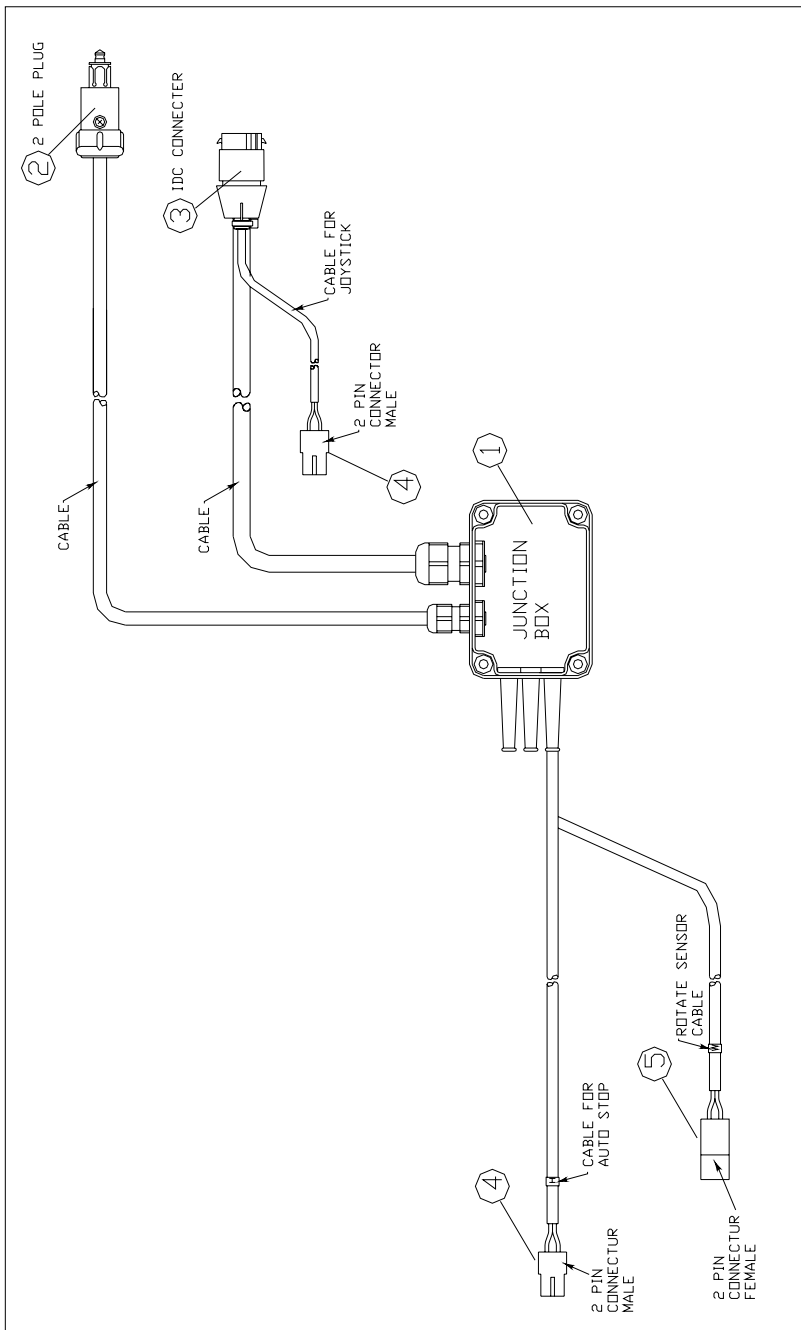 2
2 POLE PLUG
3
IDC CONNECTER
CABLE FOR
JOYSTICK
2 PIN
CONNECTOR
MALE
4
CABLE
CABLE
1
JUNCTION
BOX
ROTATE SENSOR
CABLE
W
5
CABLE FOR
AUTO STOP
H
4
2 PIN
CONNECTUR
MALE
2 PIN
CONNECTUR
FEMALE